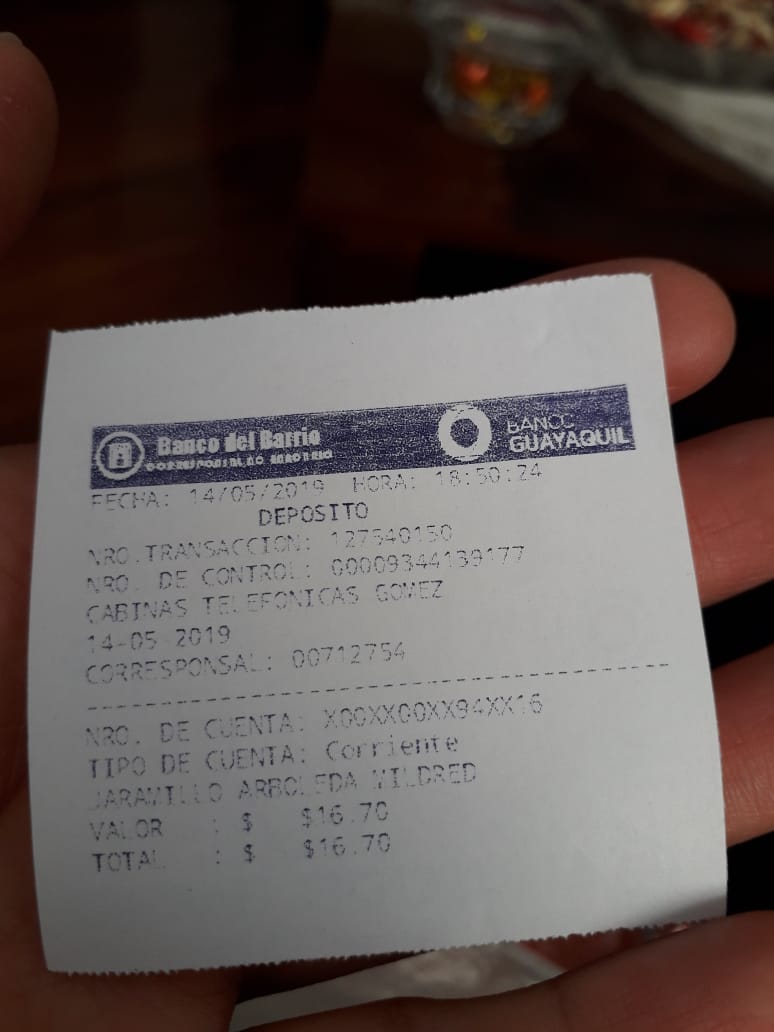 Banco del Barrio
BANCO
GUAYAQUIL
FECHA: 14/05/2019 HORA: 18:50:24
DEPOSITO
NRO.TRANSACCION: 127540150
NRO. DE CONTROL: 00009344139177
CABINAS TELEFONICAS GOMEZ
14-05-2019
CORRESPONSAL: 00712754
NRO. DE CUENTA: X00XX00XX94XX16
TIPO DE CUENTA: Corriente
JARAMILLO ARBOLEDA MILDRED
VALOR : $ $16.70
TOTAL : $ $16.70